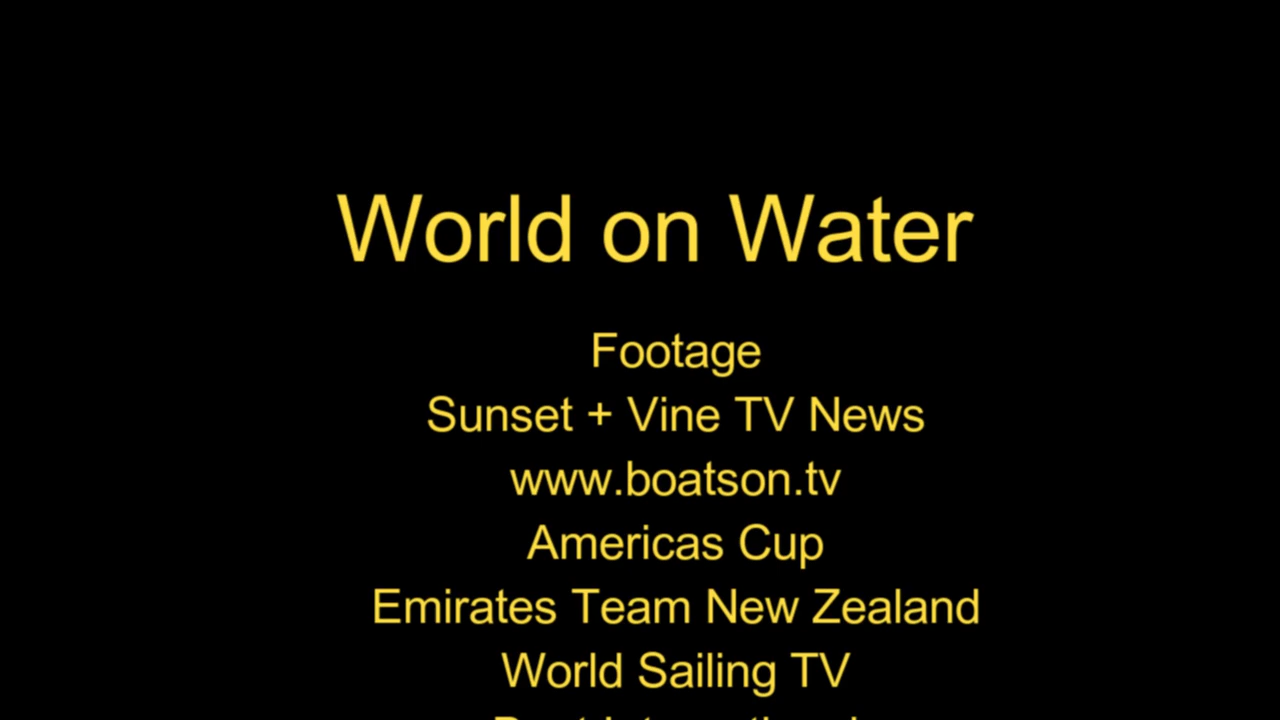 World on Water
Footage
Sunset + Vine TV News
www.boatson.tv
Americas Cup
Emirates Team New Zealand
World Sailing TV